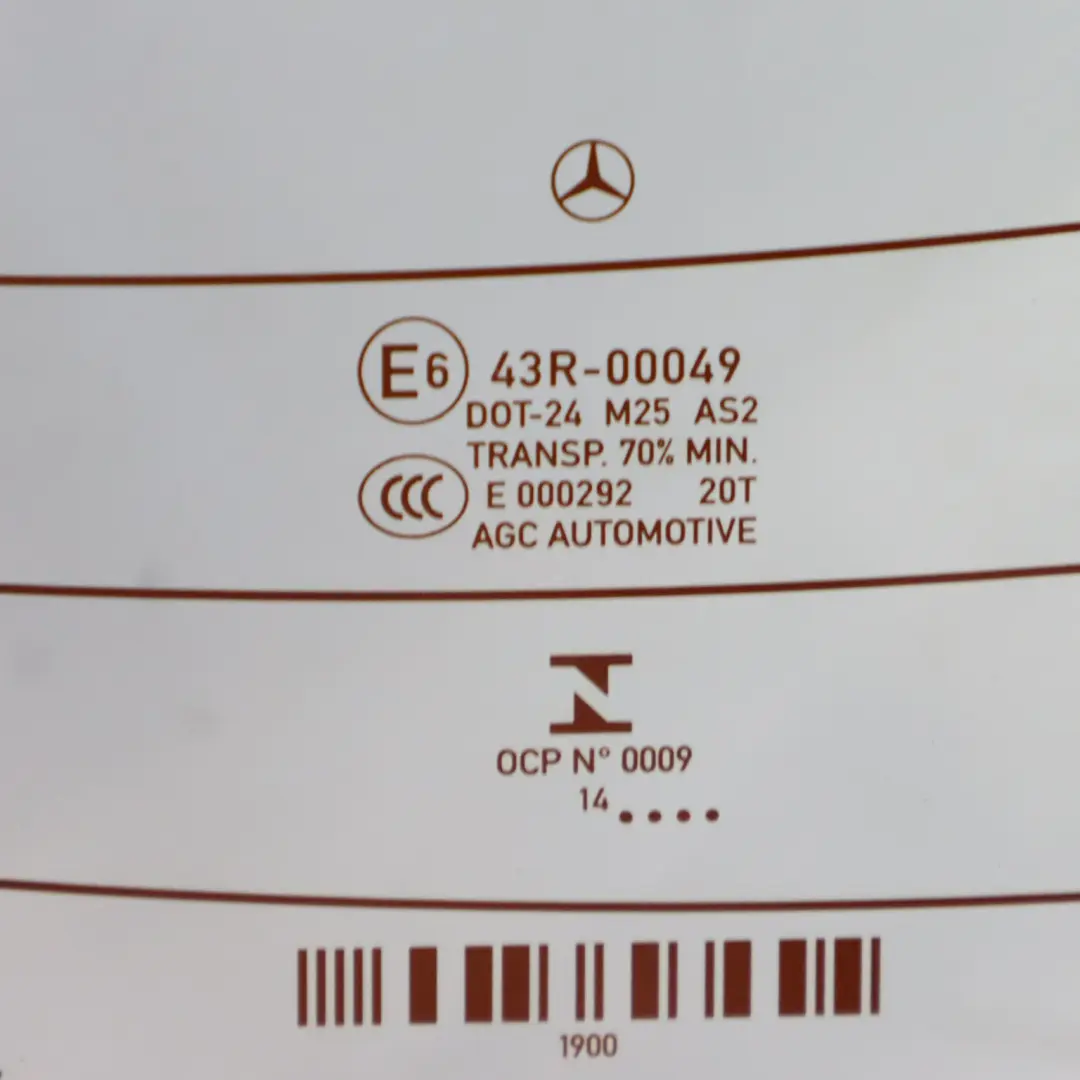 E6 43R-00049
DOT-24 M25 AS2
TRANSP. 70% MIN.
CCC E 000292 20T
AGC AUTOMOTIVE
OCP N° 0009
14 ....
1900